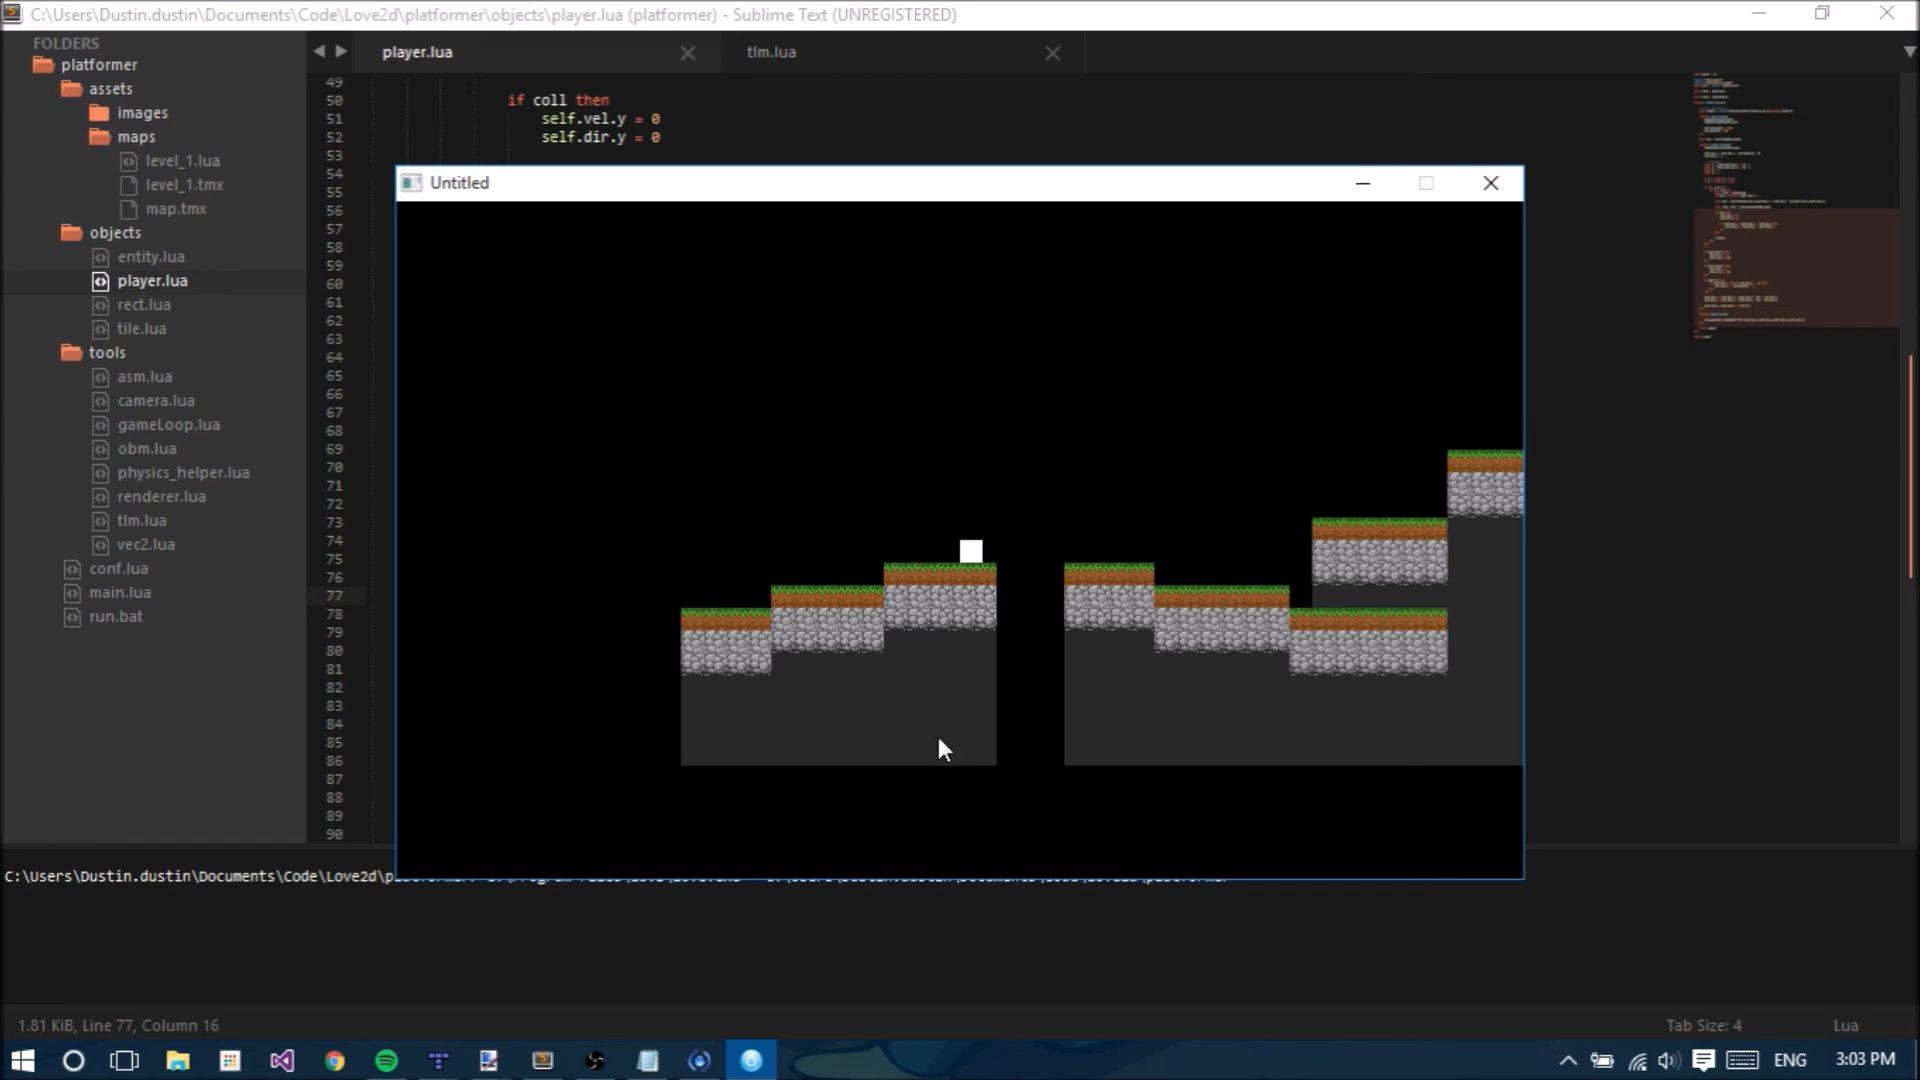 C:\Users\Dustin.dustin\Documents\Code\Love2d\platformer\objects\player.lua (platformer) - Sublime Text (UNREGISTERED)
FOLDERS
platformer
assets
images
maps
level_1.lua
level_1.tmx
map.tmx
objects
entity.lua
player.lua
rect.lua
tile.lua
tools
asm.lua
camera.lua
gameLoop.lua
obm.lua
physics_helper.lua
renderer.lua
tlm.lua
vec2.lua
conf.lua
main.lua
run.bat
player.lua
tlm.lua
49
50 if coll then
51 self.vel.y = 0
52 self.dir.y = 0
53
54
55
56
57
58
59
60
61
62
63
64
65
66
67
68
69
70
71
72
73
74
75
76
77
78
79
80
81
82
83
84
85
86
87
88
89
90
Untitled
C:\Users\Dustin.dustin\Documents\Code\Love2d\
1.81 KiB, Line 77, Column 16
Tab Size: 4
Lua
ENG
3:03 PM